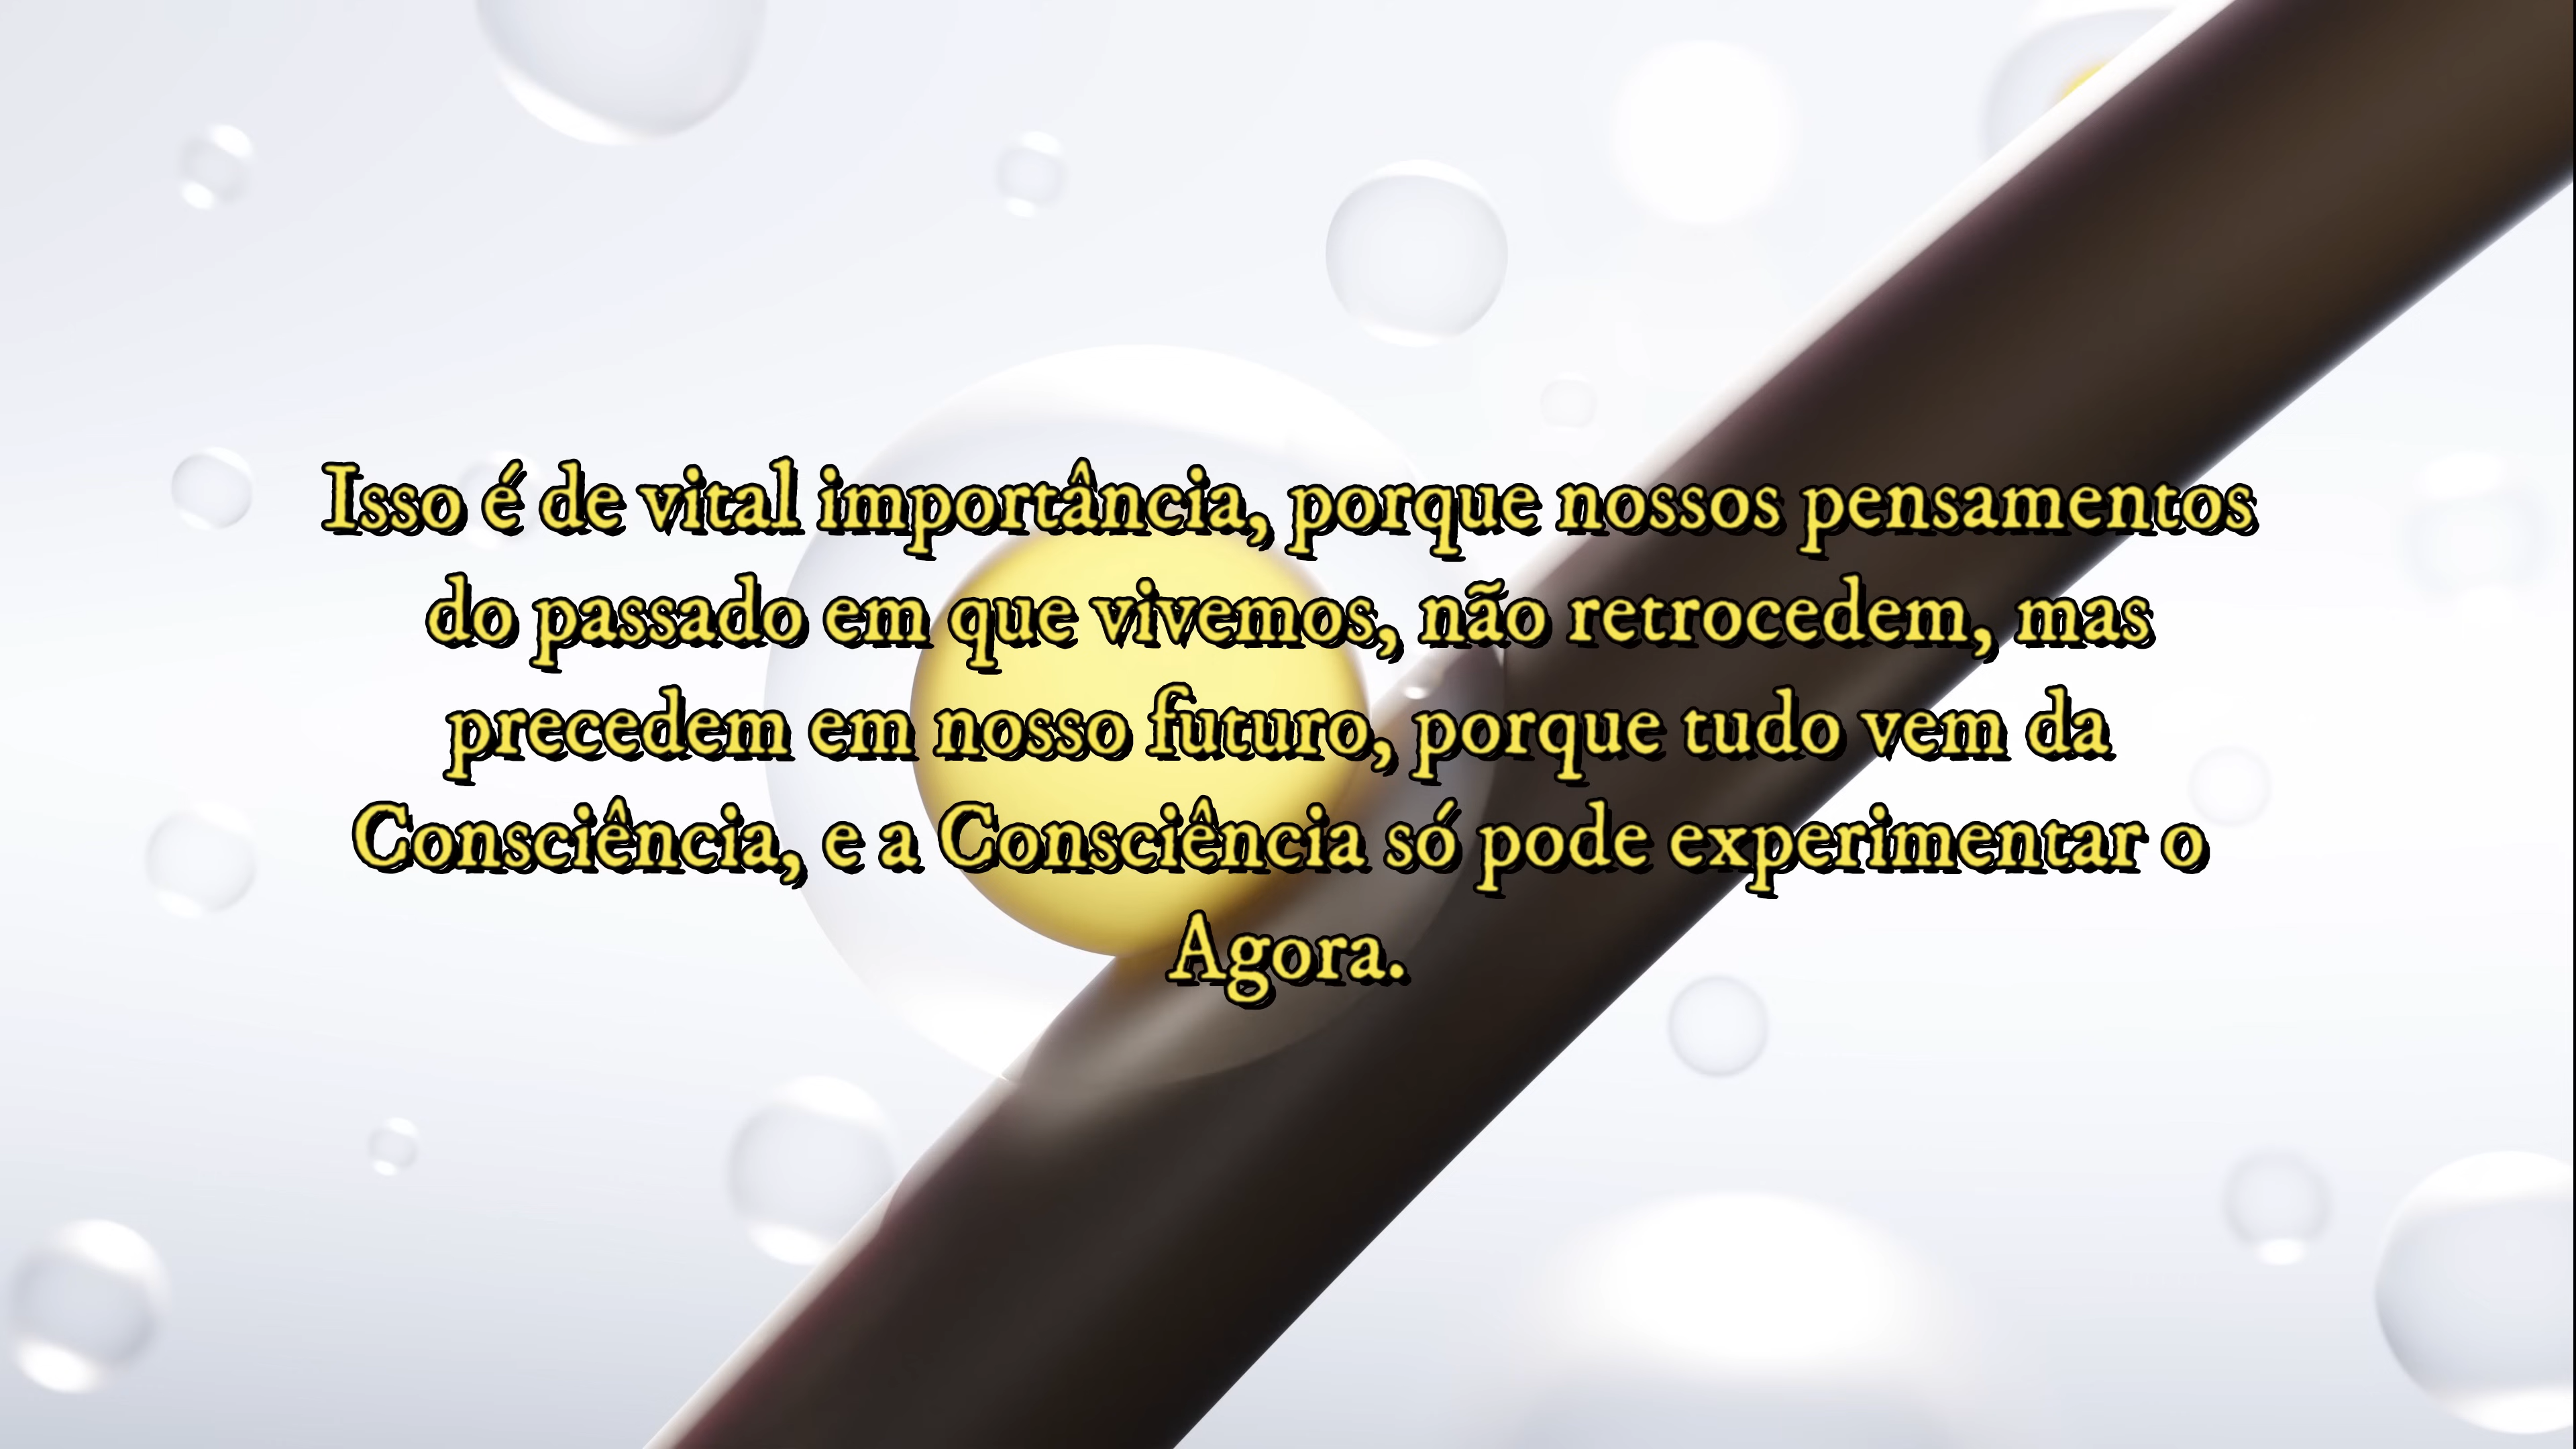 Isso é de vital importância, porque nossos pensamentos
do passado em que vivemos, não retrocedem, mas
precedem em nosso futuro, porque tudo vem da
Consciência, e a Consciência só pode experimentar o
Agora.